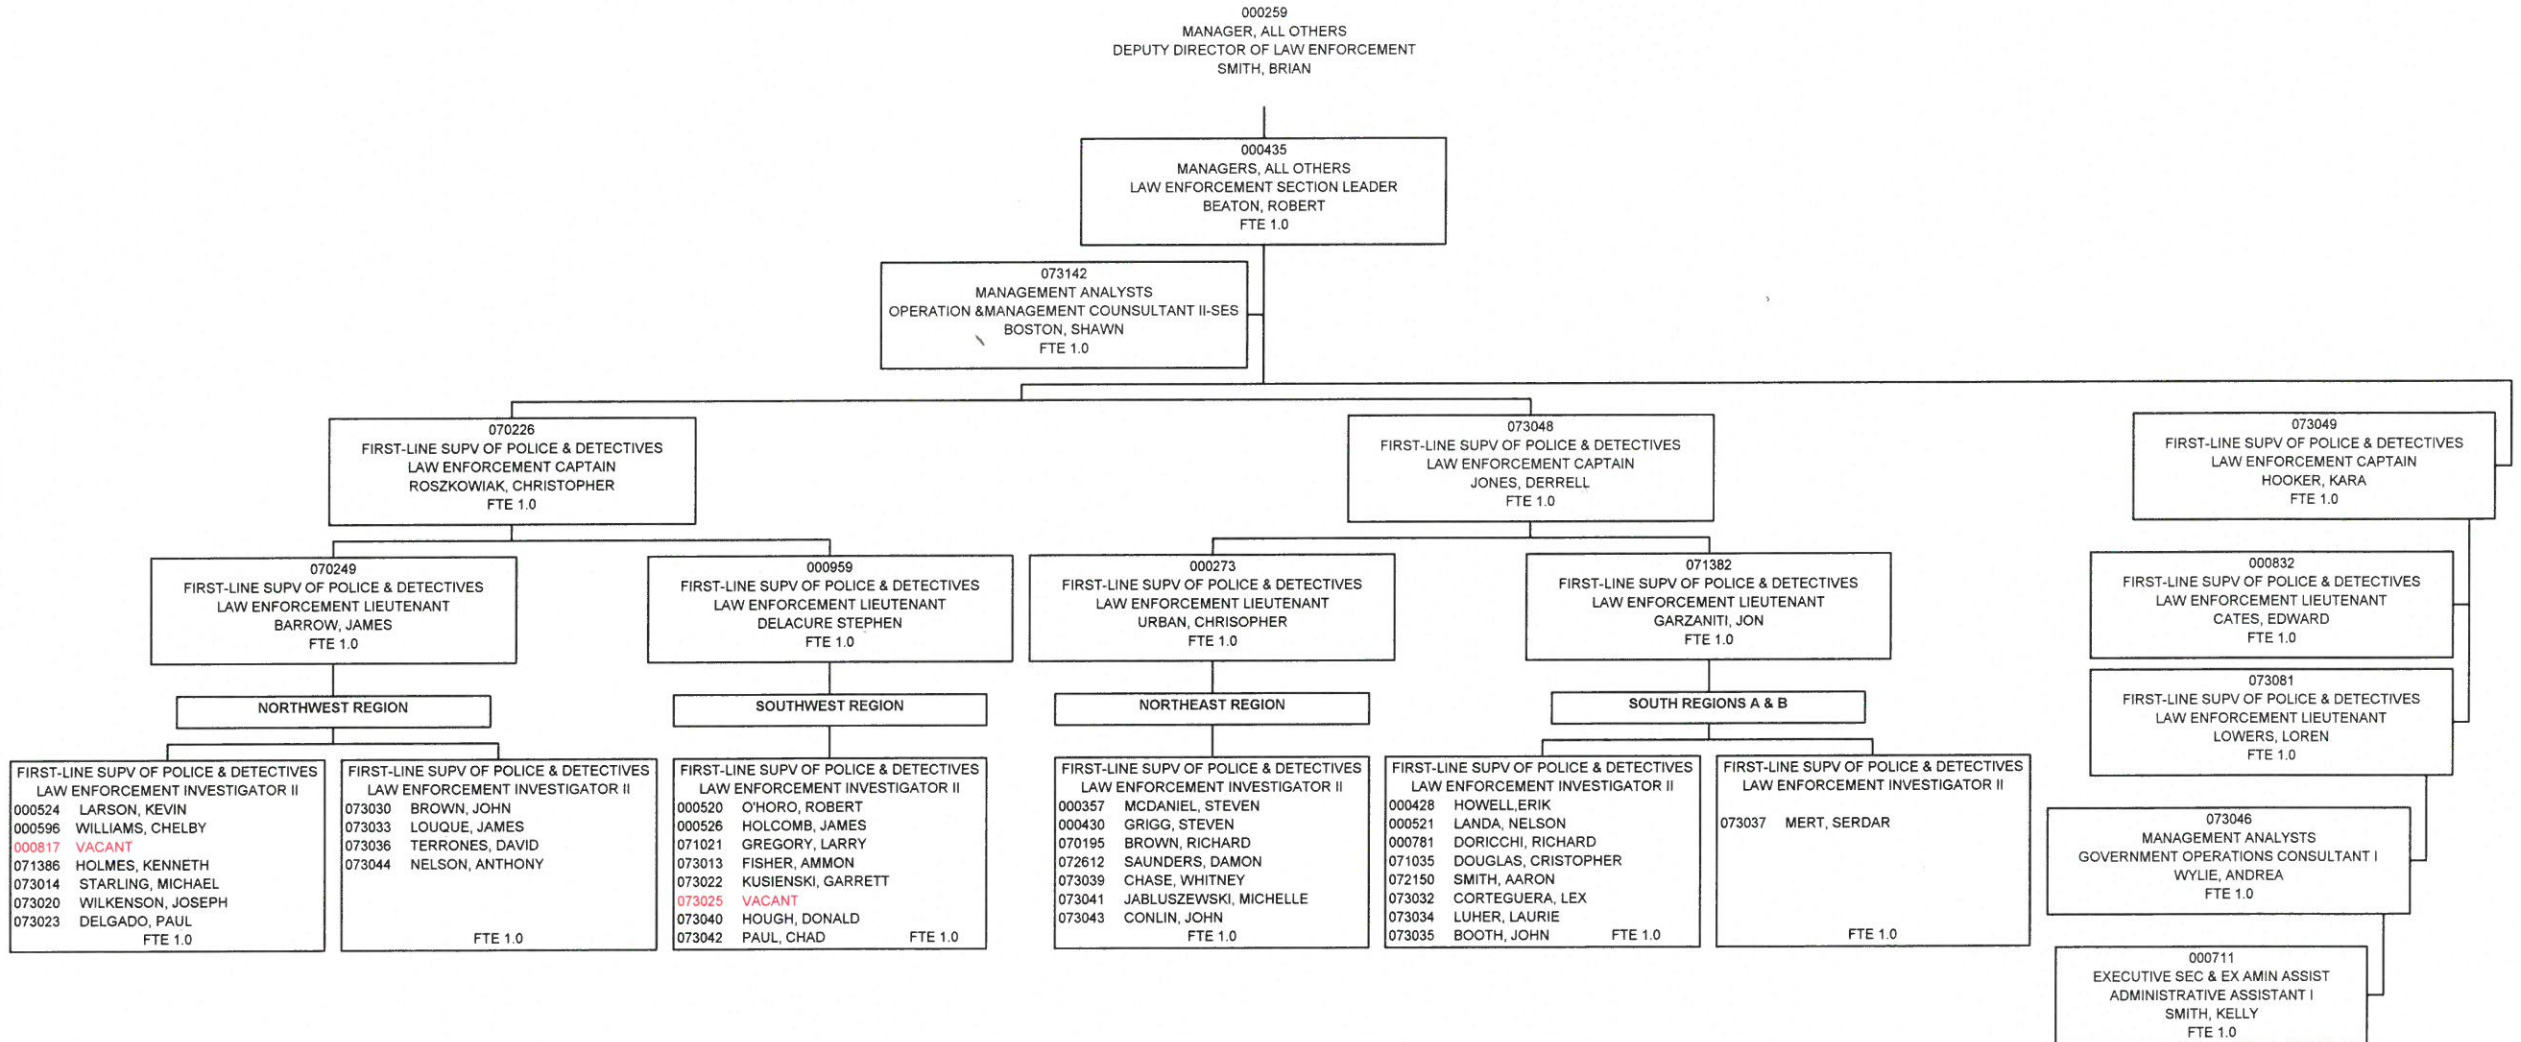 000259
MANAGER, ALL OTHERS
DEPUTY DIRECTOR OF LAW ENFORCEMENT
SMITH, BRIAN
000435
MANAGERS, ALL OTHERS
LAW ENFORCEMENT SECTION LEADER
BEATON, ROBERT
FTE 1.0
073142
MANAGEMENT ANALYSTS
OPERATION &MANAGEMENT COUNSULTANT II-SES
BOSTON, SHAWN
FTE 1.0
070226
FIRST-LINE SUPV OF POLICE & DETECTIVES
LAW ENFORCEMENT CAPTAIN
ROSZKOWIAK, CHRISTOPHER
FTE 1.0
073048
FIRST-LINE SUPV OF POLICE & DETECTIVES
LAW ENFORCEMENT CAPTAIN
JONES, DERRELL
FTE 1.0
073049
FIRST-LINE SUPV OF POLICE & DETECTIVES
LAW ENFORCEMENT CAPTAIN
HOOKER, KARA
FTE 1.0
070249
FIRST-LINE SUPV OF POLICE & DETECTIVES
LAW ENFORCEMENT LIEUTENANT
BARROW, JAMES
FTE 1.0
000959
FIRST-LINE SUPV OF POLICE & DETECTIVES
LAW ENFORCEMENT LIEUTENANT
DELACURE STEPHEN
FTE 1.0
000273
FIRST-LINE SUPV OF POLICE & DETECTIVES
LAW ENFORCEMENT LIEUTENANT
URBAN, CHRISOPHER
FTE 1.0
071382
FIRST-LINE SUPV OF POLICE & DETECTIVES
LAW ENFORCEMENT LIEUTENANT
GARZANITI, JON
FTE 1.0
000832
FIRST-LINE SUPV OF POLICE & DETECTIVES
LAW ENFORCEMENT LIEUTENANT
CATES, EDWARD
FTE 1.0
073081
FIRST-LINE SUPV OF POLICE & DETECTIVES
LAW ENFORCEMENT LIEUTENANT
LOWERS, LOREN
FTE 1.0
NORTHWEST REGION
SOUTHWEST REGION
NORTHEAST REGION
SOUTH REGIONS A & B
FIRST-LINE SUPV OF POLICE & DETECTIVES
LAW ENFORCEMENT INVESTIGATOR II
000524 LARSON, KEVIN
000596 WILLIAMS, CHELBY
000817 VACANT
071386 HOLMES, KENNETH
073014 STARLING, MICHAEL
073020 WILKENSON, JOSEPH
073023 DELGADO, PAUL
FTE 1.0
FIRST-LINE SUPV OF POLICE & DETECTIVES
LAW ENFORCEMENT INVESTIGATOR II
073030 BROWN, JOHN
073033 LOUQUE, JAMES
073036 TERRONES, DAVID
073044 NELSON, ANTHONY
FTE 1.0
FIRST-LINE SUPV OF POLICE & DETECTIVES
LAW ENFORCEMENT INVESTIGATOR II
000520 O'HORO, ROBERT
000526 HOLCOMB, JAMES
071021 GREGORY, LARRY
073013 FISHER, AMMON
073022 KUSIENSKI, GARRETT
073025 VACANT
073040 HOUGH, DONALD
073042 PAUL, CHAD FTE 1.0
FIRST-LINE SUPV OF POLICE & DETECTIVES
LAW ENFORCEMENT INVESTIGATOR II
000357 MCDANIEL, STEVEN
000430 GRIGG, STEVEN
070195 BROWN, RICHARD
072612 SAUNDERS, DAMON
073039 CHASE, WHITNEY
073041 JABLUSZEWSKI, MICHELLE
073043 CONLIN, JOHN
FTE 1.0
FIRST-LINE SUPV OF POLICE & DETECTIVES
LAW ENFORCEMENT INVESTIGATOR II
000428 HOWELL,ERIK
000521 LANDA, NELSON
000781 DORICCHI, RICHARD
071035 DOUGLAS, CRISTOPHER
072150 SMITH, AARON
073032 CORTEGUERA, LEX
073034 LUHER, LAURIE
073035 BOOTH, JOHN FTE 1.0
FIRST-LINE SUPV OF POLICE & DETECTIVES
LAW ENFORCEMENT INVESTIGATOR II
073037 MERT, SERDAR
FTE 1.0
073046
MANAGEMENT ANALYSTS
GOVERNMENT OPERATIONS CONSULTANT I
WYLIE, ANDREA
FTE 1.0
000711
EXECUTIVE SEC & EX AMIN ASSIST
ADMINISTRATIVE ASSISTANT I
SMITH, KELLY
FTE 1.0